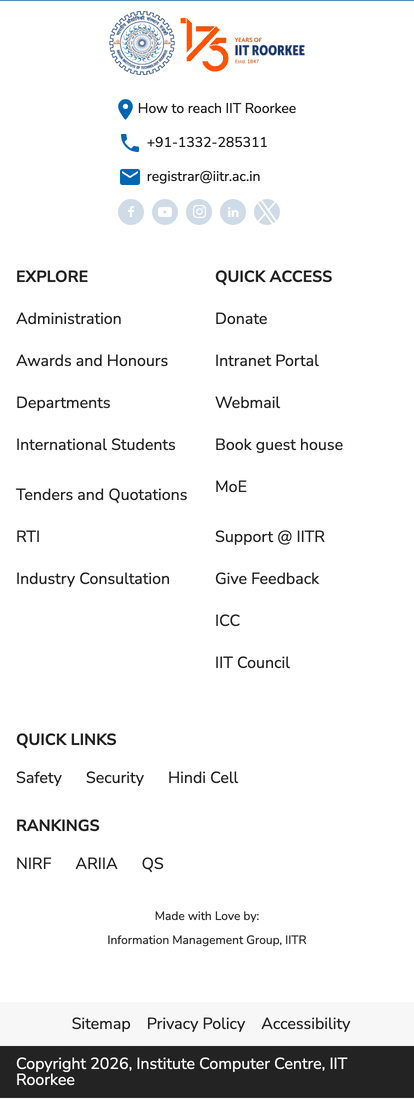 175 YEARS OF
IIT ROORKEE
Estd. 1847
How to reach IIT Roorkee
+91-1332-285311
registrar@iitr.ac.in
EXPLORE
Administration
Awards and Honours
Departments
International Students
Tenders and Quotations
RTI
Industry Consultation
QUICK ACCESS
Donate
Intranet Portal
Webmail
Book guest house
MoE
Support @ IITR
Give Feedback
ICC
IIT Council
QUICK LINKS
Safety Security Hindi Cell
RANKINGS
NIRF ARIIA QS
Made with Love by:
Information Management Group, IITR
Sitemap Privacy Policy Accessibility
Copyright 2026, Institute Computer Centre, IIT
Roorkee